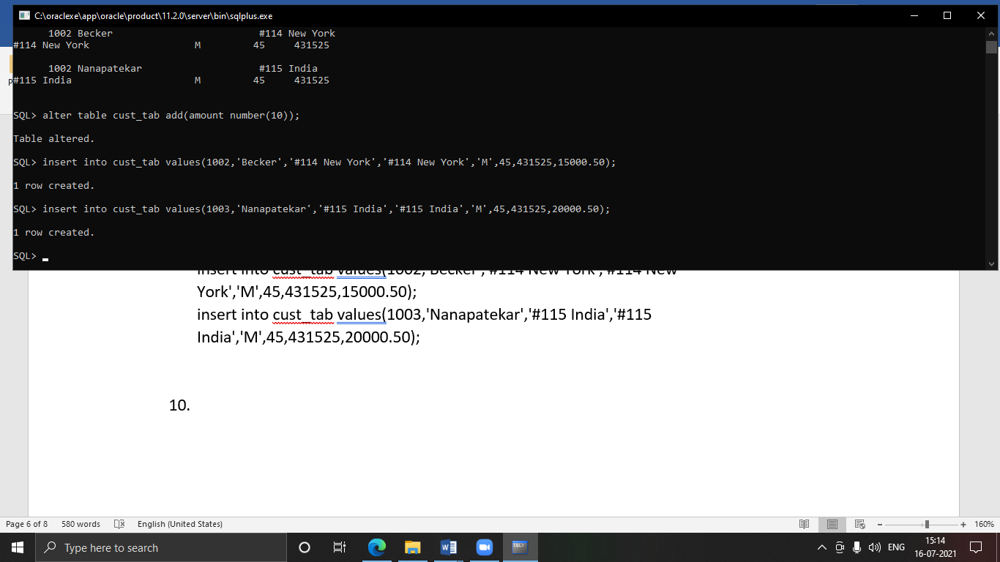 C:\oraclexe\app\oracle\product\11.2.0\server\bin\sqlplus.exe
1002 Becker #114 New York
#114 New York M 45 431525
1002 Nanapatekar #115 India
#115 India M 45 431525
SQL> alter table cust_tab add(amount number(10));
Table altered.
SQL> insert into cust_tab values(1002,'Becker','#114 New York','#114 New York','M',45,431525,15000.50);
1 row created.
SQL> insert into cust_tab values(1003,'Nanapatekar','#115 India','#115 India','M',45,431525,20000.50);
1 row created.
SQL>
insert into cust_tab values(1002,'Becker','#114 New York','#114 New
York','M',45,431525,15000.50);
insert into cust_tab values(1003,'Nanapatekar','#115 India','#115
India','M',45,431525,20000.50);
10.
Page 6 of 8 580 words English (United States) 160%
Type here to search ENG 15:14
16-07-2021